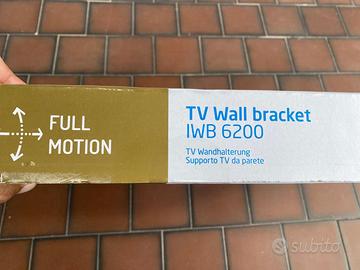 FULL
MOTION
TV Wall bracket
IWB 6200
TV Wandhalterung
Supporto TV da parete
subito